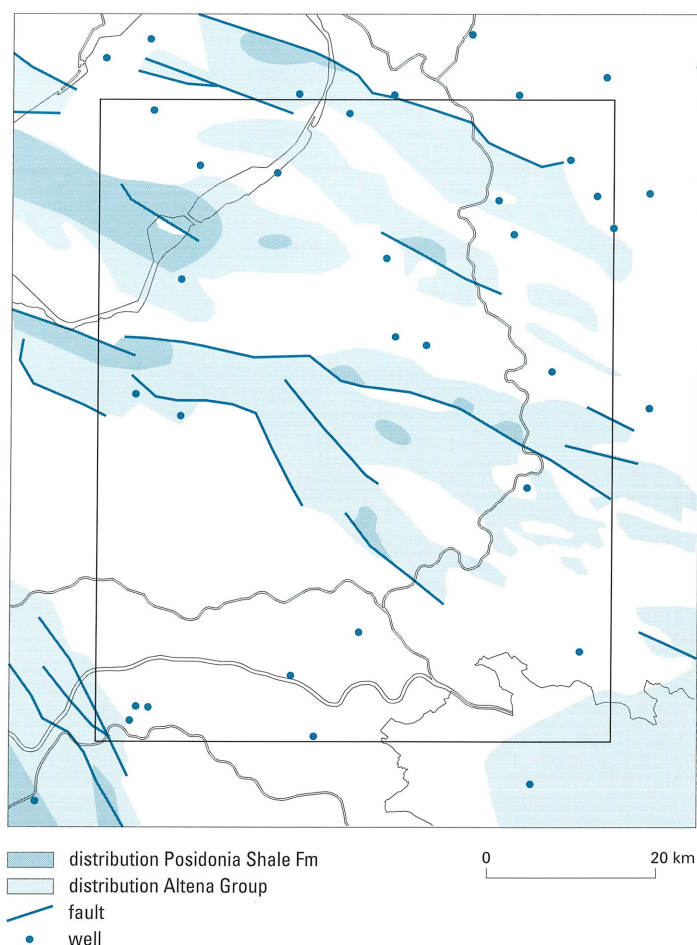 distribution Posidonia Shale Fm
distribution Altena Group
fault
well
0 20 km